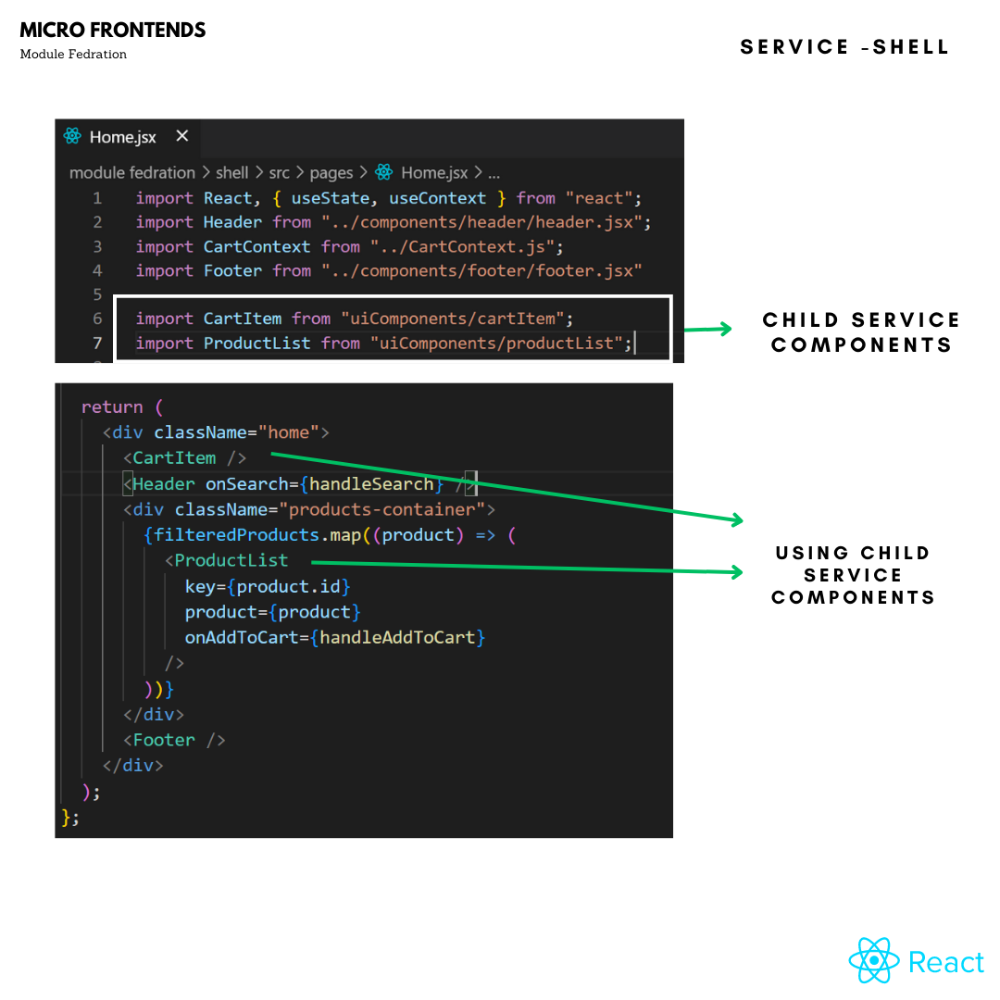 MICRO FRONTENDS
Module Fedration
SERVICE -SHELL
Home.jsx ×
module fedration > shell > src > pages > Home.jsx > ...
1 import React, { useState, useContext } from "react";
2 import Header from "../components/header/header.jsx";
3 import CartContext from "../CartContext.js";
4 import Footer from "../components/footer/footer.jsx"
5
6 import CartItem from "uiComponents/cartItem";
7 import ProductList from "uiComponents/productList";
CHILD SERVICE
COMPONENTS
return (
<div className="home">
<CartItem />
<Header onSearch={handleSearch} />
<div className="products-container">
{filteredProducts.map((product) => (
<ProductList
key={product.id}
product={product}
onAddToCart={handleAddToCart}
/>
))}
</div>
<Footer />
</div>
);
};
USING CHILD
SERVICE
COMPONENTS
React